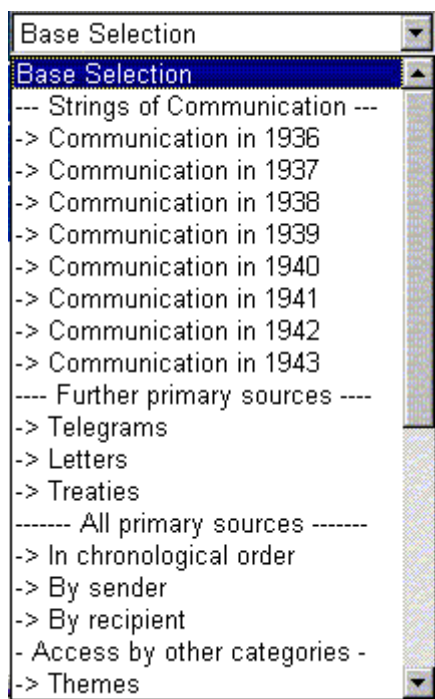 Base Selection
Base Selection
--- Strings of Communication ---
-> Communication in 1936
-> Communication in 1937
-> Communication in 1938
-> Communication in 1939
-> Communication in 1940
-> Communication in 1941
-> Communication in 1942
-> Communication in 1943
---- Further primary sources ----
-> Telegrams
-> Letters
-> Treaties
------- All primary sources -------
-> In chronological order
-> By sender
-> By recipient
- Access by other categories -
-> Themes